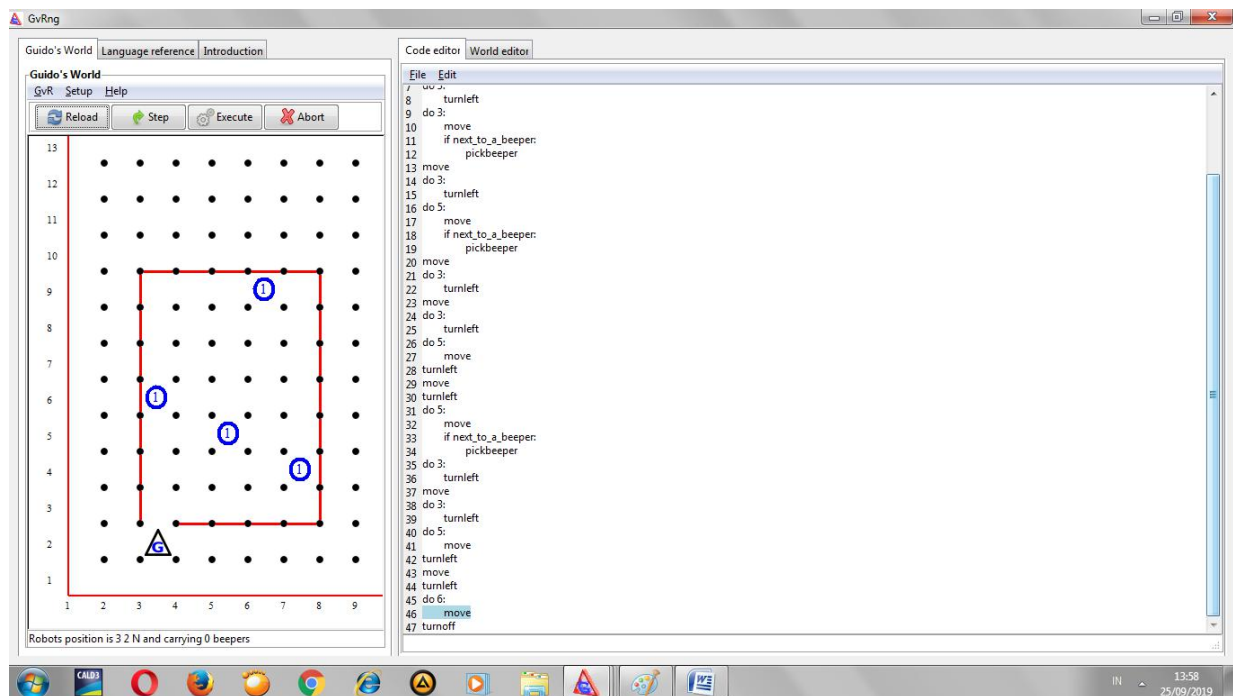 GvRng
Guido's World Language reference Introduction
Guido's World
GvR Setup Help
Reload Step Execute Abort
13
12
11
10
9
8
7
6
5
4
3
2
1
1 2 3 4 5 6 7 8 9
1
1
1
1
G
Robots position is 3 2 N and carrying 0 beepers
Code editor World editor
File Edit
7 do 3:
8 turnleft
9 do 3:
10 move
11 if next_to_a_beeper:
12 pickbeeper
13 move
14 do 3:
15 turnleft
16 do 5:
17 move
18 if next_to_a_beeper:
19 pickbeeper
20 move
21 do 3:
22 turnleft
23 move
24 do 3:
25 turnleft
26 do 5:
27 move
28 turnleft
29 move
30 turnleft
31 do 5:
32 move
33 if next_to_a_beeper:
34 pickbeeper
35 do 3:
36 turnleft
37 move
38 do 3:
39 turnleft
40 do 5:
41 move
42 turnleft
43 move
44 turnleft
45 do 6:
46 move
47 turnoff
CALD3
IN
13:58
25/09/2019